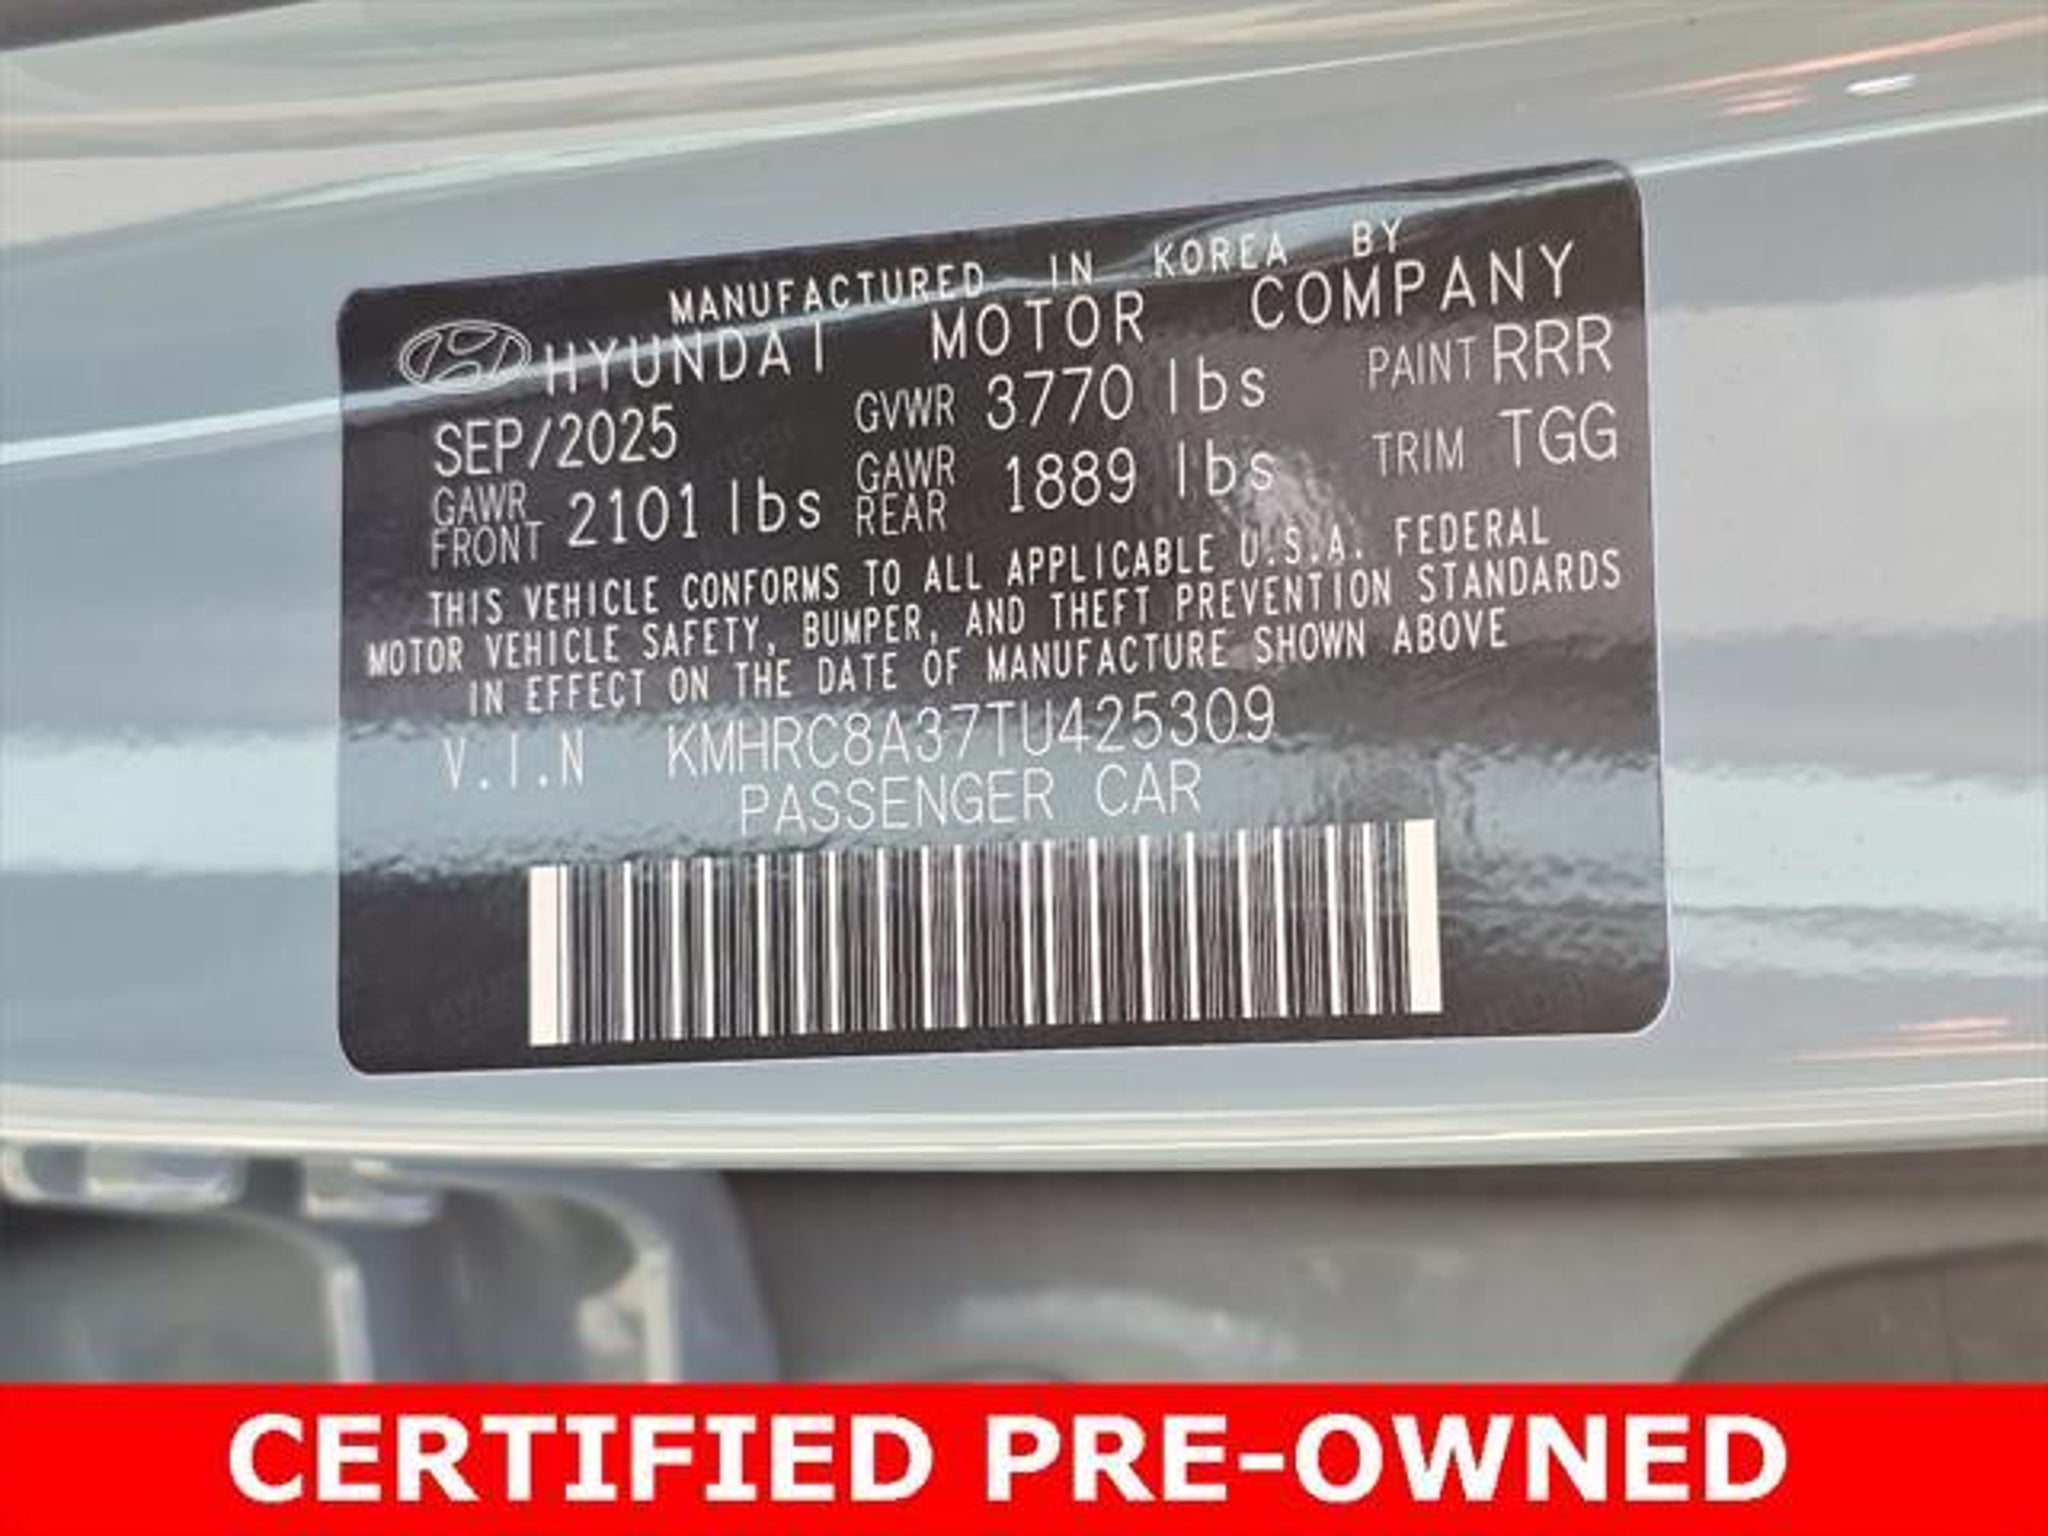 MANUFACTURED IN KOREA BY
HYUNDAI MOTOR COMPANY
SEP/2025 GVWR 3770 lbs PAINT RRR
GAWR FRONT 2101 lbs GAWR REAR 1889 lbs TRIM TGG
THIS VEHICLE CONFORMS TO ALL APPLICABLE U.S.A. FEDERAL
MOTOR VEHICLE SAFETY, BUMPER, AND THEFT PREVENTION STANDARDS
IN EFFECT ON THE DATE OF MANUFACTURE SHOWN ABOVE
V.I.N KMHRC8A37TU425309
PASSENGER CAR
CERTIFIED PRE-OWNED